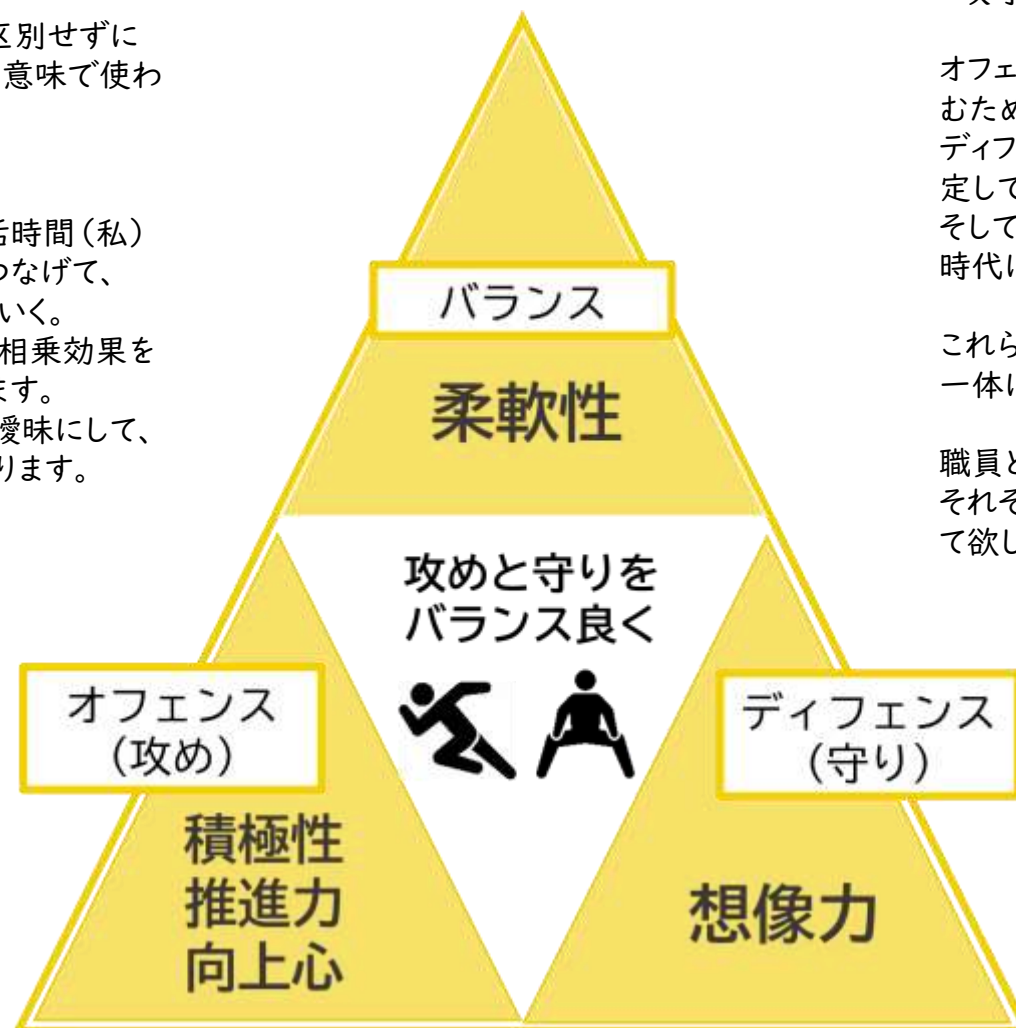 区別せずに
意味で使わ
活時間(私)
つなげて、
いく。
相乗効果を
ます。
曖昧にして、
ります。
バランス
柔軟性
攻めと守りを
バランス良く
オフェンス
(攻め)
積極性
推進力
向上心
ディフェンス
(守り)
想像力
オフェ
むため
ディフ
定して
そして
時代に
これら
一体に
職員と
それぞ
て欲し